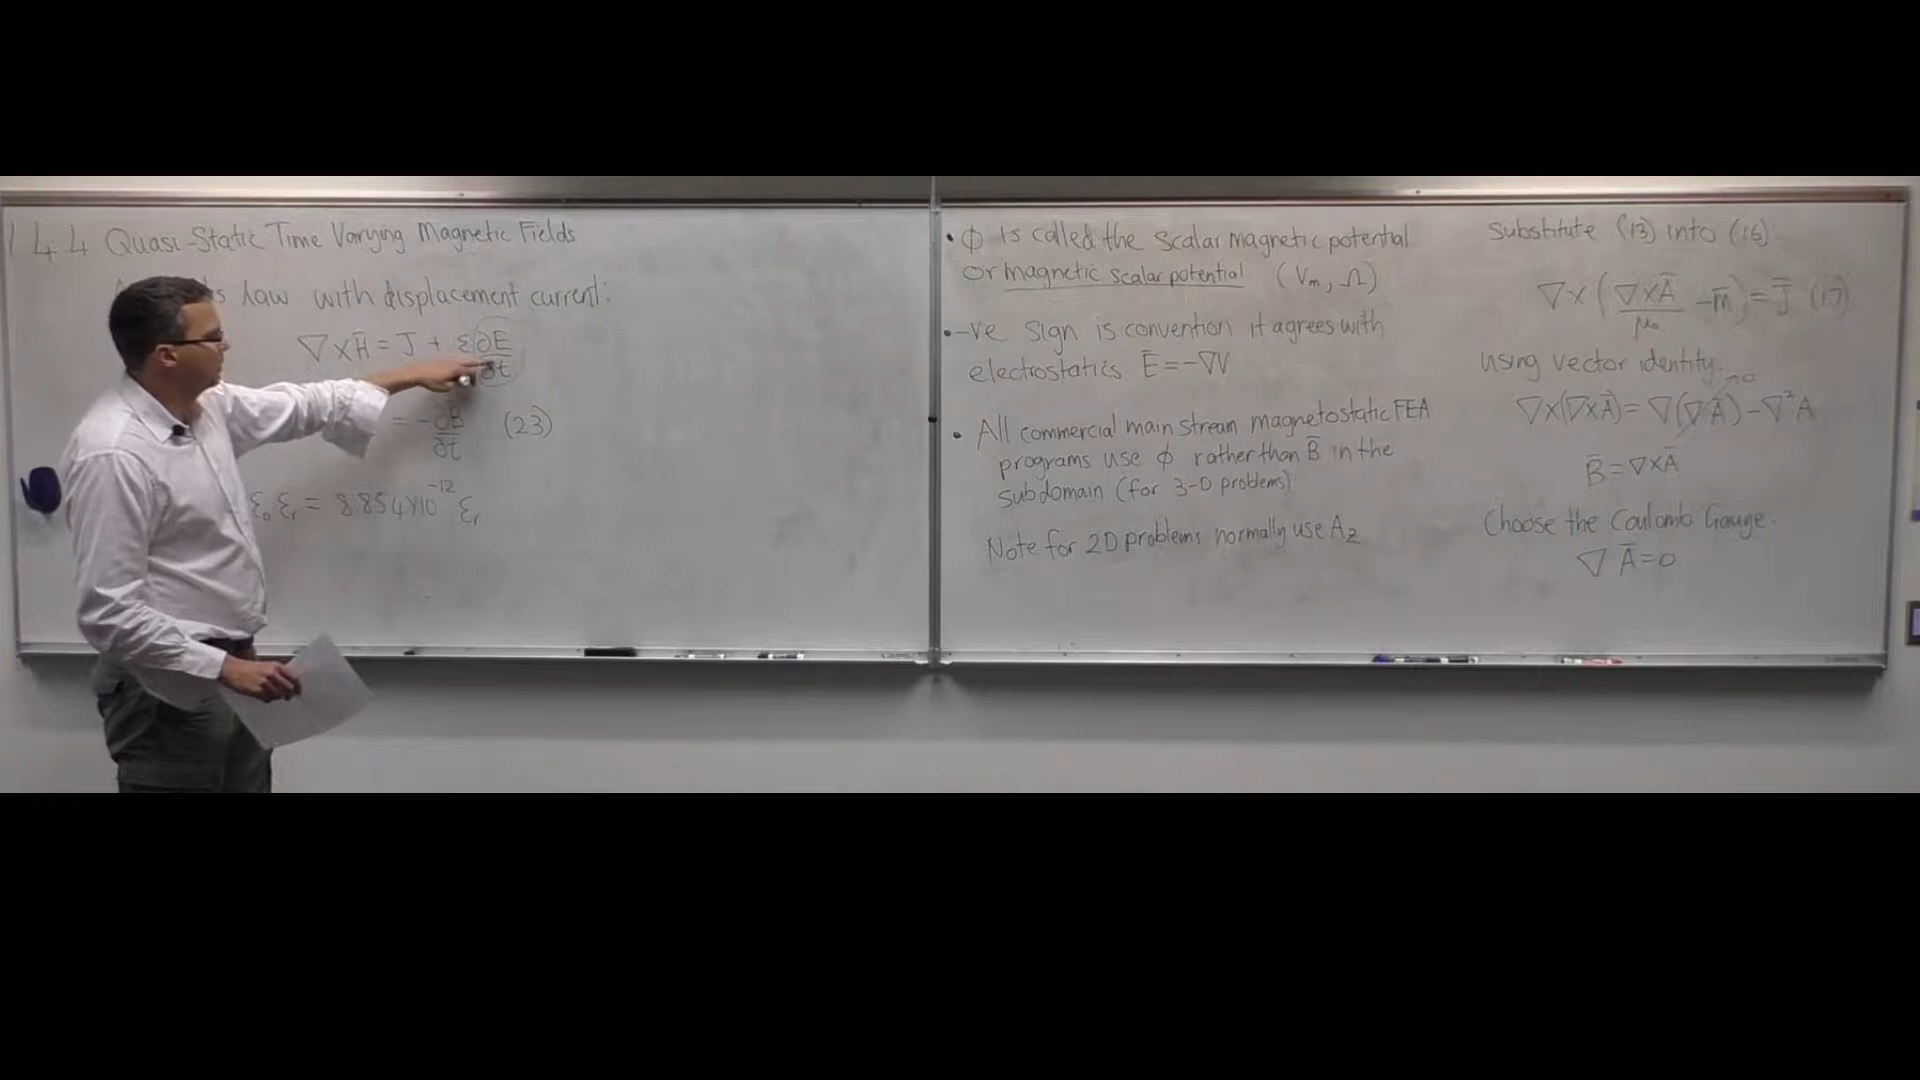 4.4 Quasi-Static Time Varying Magnetic Fields
law with displacement current:
∇×H̄ = J + ε∂E/∂t
= -∂B/∂t (23)
ε₀εᵣ = 8.854×10⁻¹² εᵣ
• φ is called the scalar magnetic potential
or magnetic scalar potential (Vm, Ω)
• -ve sign is convention it agrees with
electrostatics Ē = -∇V
• All commercial main stream magnetostatic FEA
programs use φ rather than B̄ in the
subdomain (for 3-D problems)
Note for 2D problems normally use Az
Substitute (13) into (16)
∇×(∇×Ā/μ₀ - m̄) = J̄ (17)
using vector identity.
∇×(∇×Ā) = ∇(∇.Ā) - ∇²A
→0
B̄ = ∇×Ā
Choose the Coulomb Gauge.
∇ Ā = 0